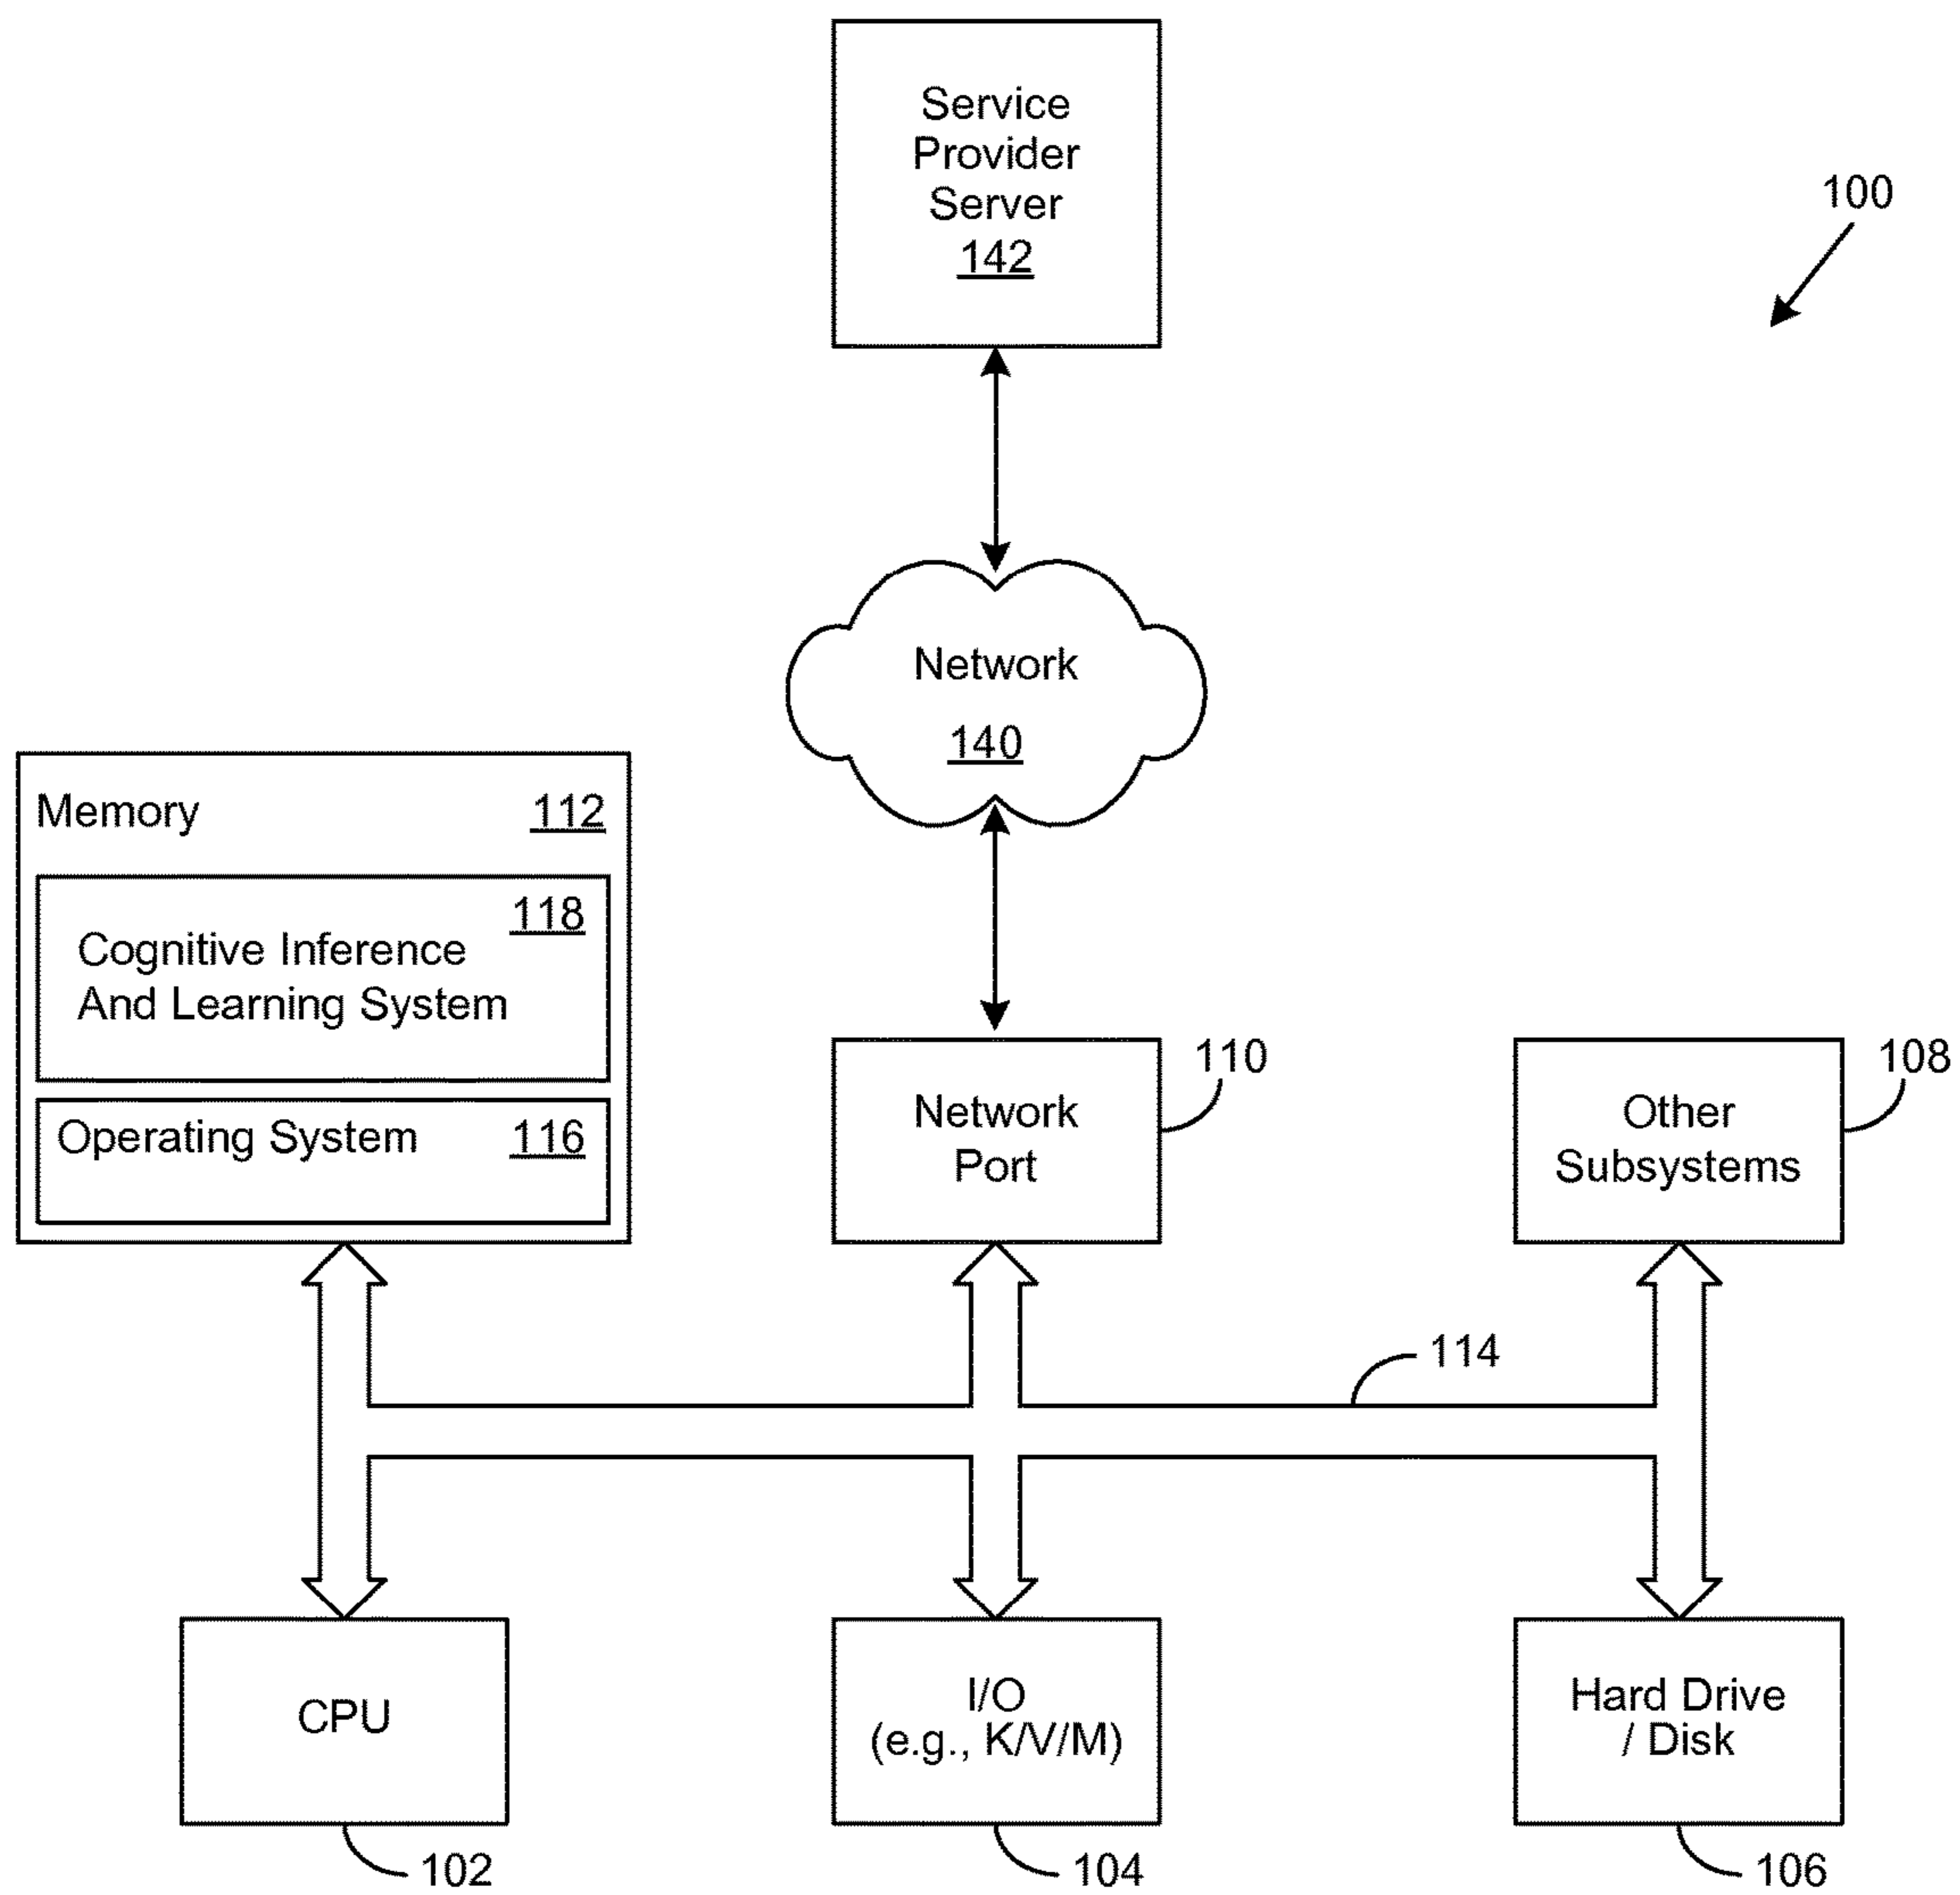 Service
Provider
Server
142
100
Network
140
Memory 112
118
Cognitive Inference
And Learning System
Operating System 116
Network
Port
110
Other
Subsystems
108
114
CPU
102
I/O
(e.g., K/V/M)
104
Hard Drive
/ Disk
106